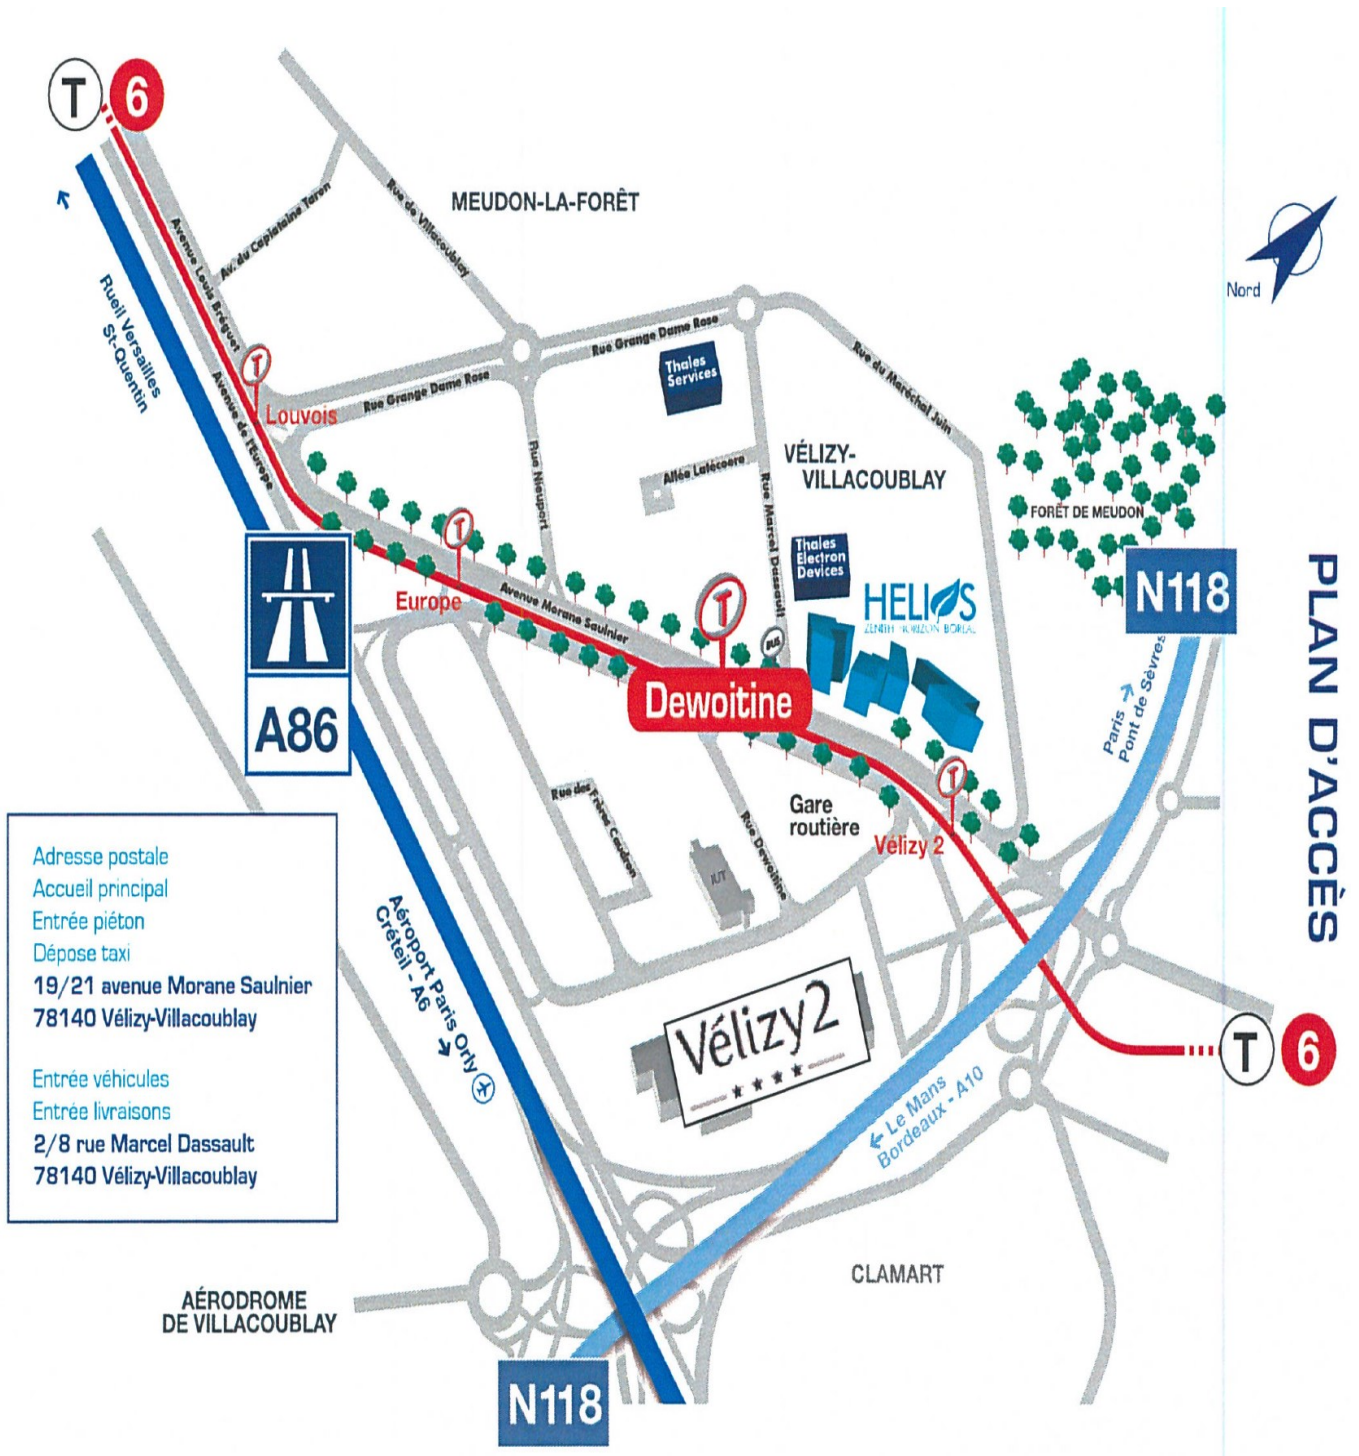 T 6
MEUDON-LA-FORÊT
Rue de Villacoublay
Av. du Capiataine Taron
Avenue Louis Bréguet
Rueil Versailles
St-Quentin
Avenue de l'Europe
Louvois
T
Rue Grange Dame Rose
Rue Grange Dame Rose
Thales
Services
Rue du Maréchal Juin
Nord
Rue Nieuport
Allée Latécoère
Rue Marcel Dassault
VÉLIZY-
VILLACOUBLAY
FORÊT DE MEUDON
T
Europe
Avenue Morane Saulnier
T
BUS
Thales
Electron
Devices
HELIOS
ZENITH HORIZON BOREAL
N118
PLAN D'ACCÈS
Dewoitine
A86
Paris →
Pont de Sèvres
T
Gare
routière
Vélizy 2
Rue des Frères Caudron
IUT
Rue Dewoitine
Adresse postale
Accueil principal
Entrée piéton
Dépose taxi
19/21 avenue Morane Saulnier
78140 Vélizy-Villacoublay
Entrée véhicules
Entrée livraisons
2/8 rue Marcel Dassault
78140 Vélizy-Villacoublay
Aéroport Paris Orly
Créteil - A6 →
Vélizy2
T 6
← Le Mans
Bordeaux - A10
CLAMART
AÉRODROME
DE VILLACOUBLAY
N118